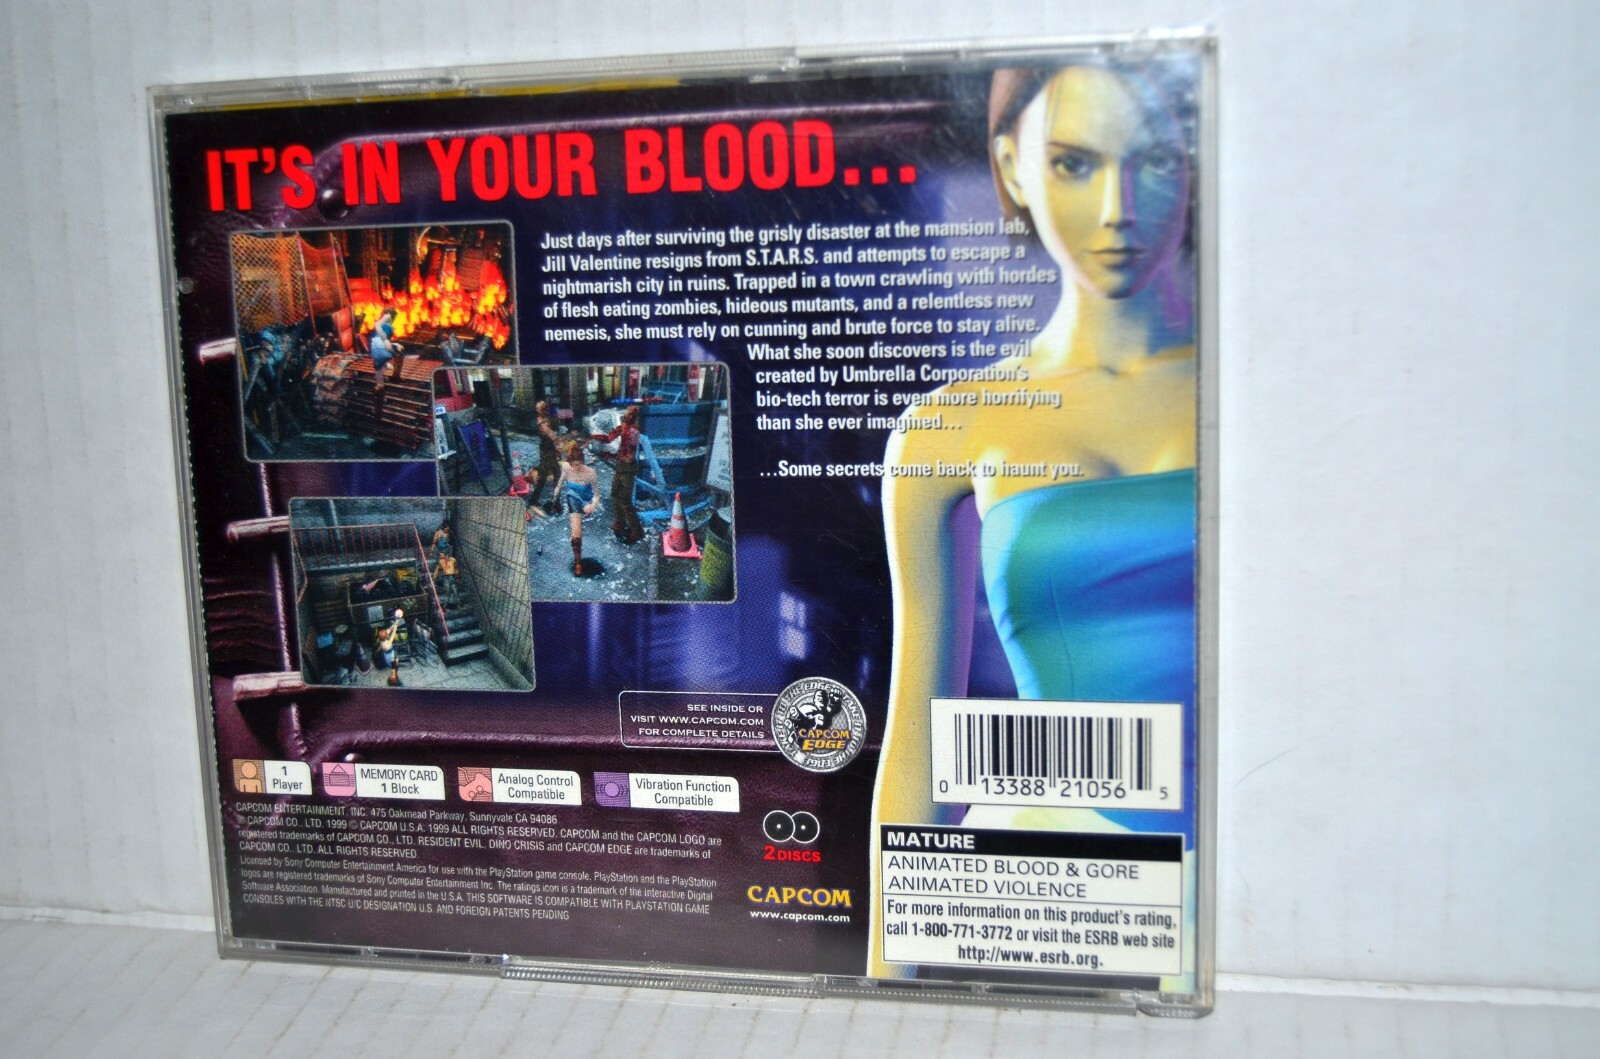 IT'S IN YOUR BLOOD...
Just days after surviving the grisly disaster at the mansion lab,
Jill Valentine resigns from S.T.A.R.S. and attempts to escape a
nightmarish city in ruins. Trapped in a town crawling with hordes
of flesh eating zombies, hideous mutants, and a relentless new
nemesis, she must rely on cunning and brute force to stay alive.
What she soon discovers is the evil
created by Umbrella Corporation's
bio-tech terror is even more horrifying
than she ever imagined...
...Some secrets come back to haunt you.
SEE INSIDE OR
VISIT WWW.CAPCOM.COM
FOR COMPLETE DETAILS
CAPCOM
EDGE
1
Player
MEMORY CARD
1 Block
Analog Control
Compatible
Vibration Function
Compatible
CAPCOM ENTERTAINMENT, INC. 475 Oakmead Parkway, Sunnyvale CA 94086
© CAPCOM CO., LTD. 1999 © CAPCOM U.S.A. 1999 ALL RIGHTS RESERVED. CAPCOM and the CAPCOM LOGO are
registered trademarks of CAPCOM CO., LTD. RESIDENT EVIL, DINO CRISIS and CAPCOM EDGE are trademarks of
CAPCOM CO., LTD. ALL RIGHTS RESERVED.
Licensed by Sony Computer Entertainment America for use with the PlayStation game console. PlayStation and the PlayStation
logos are registered trademarks of Sony Computer Entertainment Inc. The ratings icon is a trademark of the Interactive Digital
Software Association. Manufactured and printed in the U.S.A. THIS SOFTWARE IS COMPATIBLE WITH PLAYSTATION GAME
CONSOLES WITH THE NTSC U/C DESIGNATION U.S. AND FOREIGN PATENTS PENDING
2 DISCS
CAPCOM
www.capcom.com
0 13388 21056 5
MATURE
ANIMATED BLOOD & GORE
ANIMATED VIOLENCE
For more information on this product's rating,
call 1-800-771-3772 or visit the ESRB web site
http://www.esrb.org.